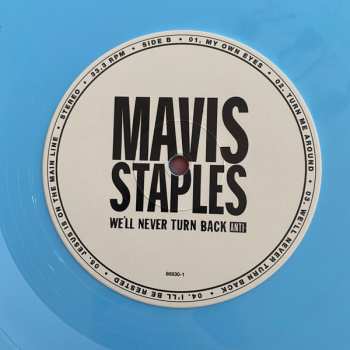 MAVIS
STAPLES
WE'LL NEVER TURN BACK ANTI-
86830-1
STEREO • 33,3 RPM • SIDE B • 01. MY OWN EYES • 02. TURN ME AROUND • 03. WE'LL NEVER TURN BACK • 04. I'LL BE RESTED • 05. JESUS IS ON THE MAIN LINE •